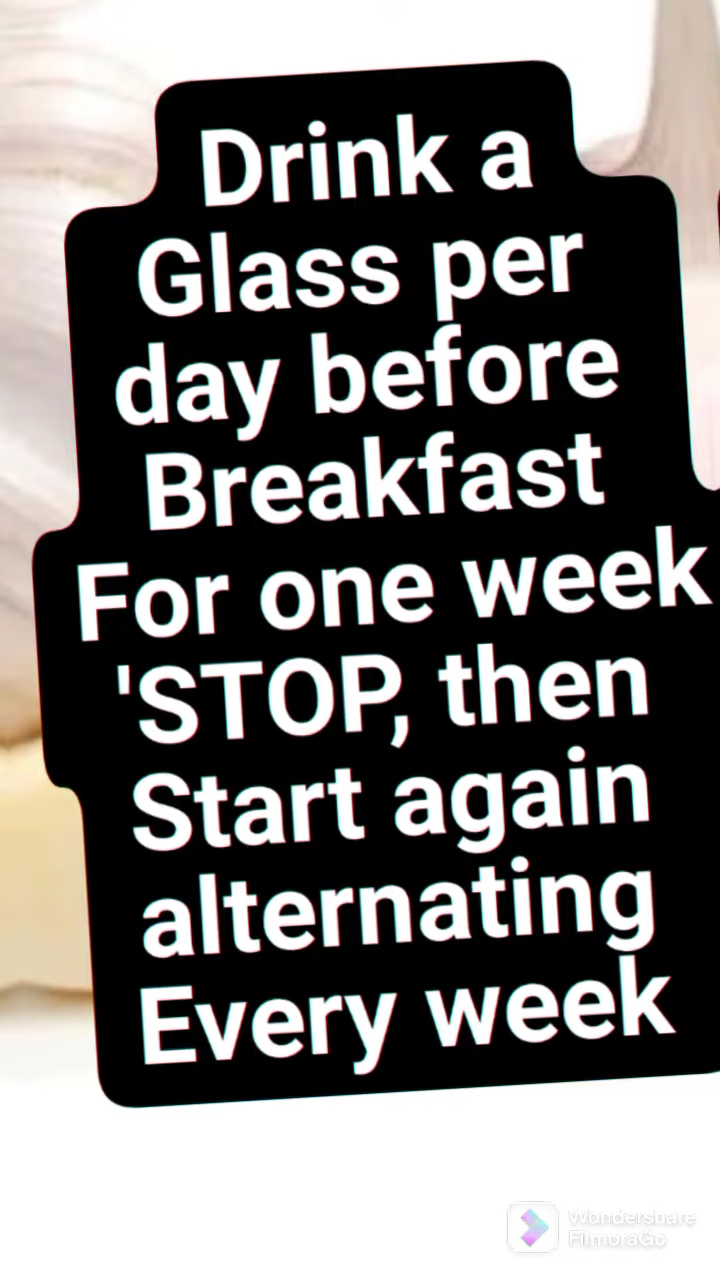 Drink a
Glass per
day before
Breakfast
For one week
'STOP, then
Start again
alternating
Every week
Wondershare
FilmoraGo